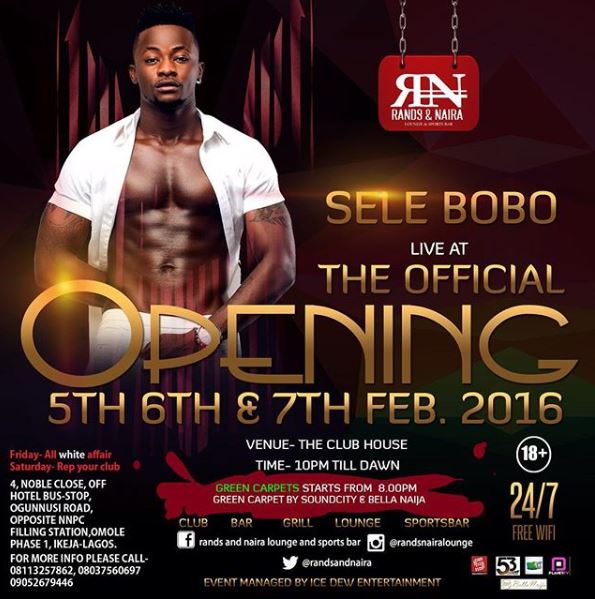 RN
RANDS & NAIRA
LOUNGE & SPORTS BAR
SELE BOBO
LIVE AT
THE OFFICIAL
OPENING
5TH 6TH & 7TH FEB. 2016
VENUE- THE CLUB HOUSE
TIME- 10PM TILL DAWN
GREEN CARPETS STARTS FROM 8.00PM
GREEN CARPET BY SOUNDCITY & BELLA NAIJA
CLUB BAR GRILL LOUNGE SPORTSBAR
rands and naira lounge and sports bar @randsnairalounge
@randsandnaira
EVENT MANAGED BY ICE DEW ENTERTAINMENT
Friday- All white affair
Saturday- Rep your club
4, NOBLE CLOSE, OFF
HOTEL BUS-STOP,
OGUNNUSI ROAD,
OPPOSITE NNPC
FILLING STATION,OMOLE
PHASE 1, IKEJA-LAGOS.
FOR MORE INFO PLEASE CALL-
08113257862, 08037560697
09052679446
18+
24/7
FREE WIFI
53
BellaNaija